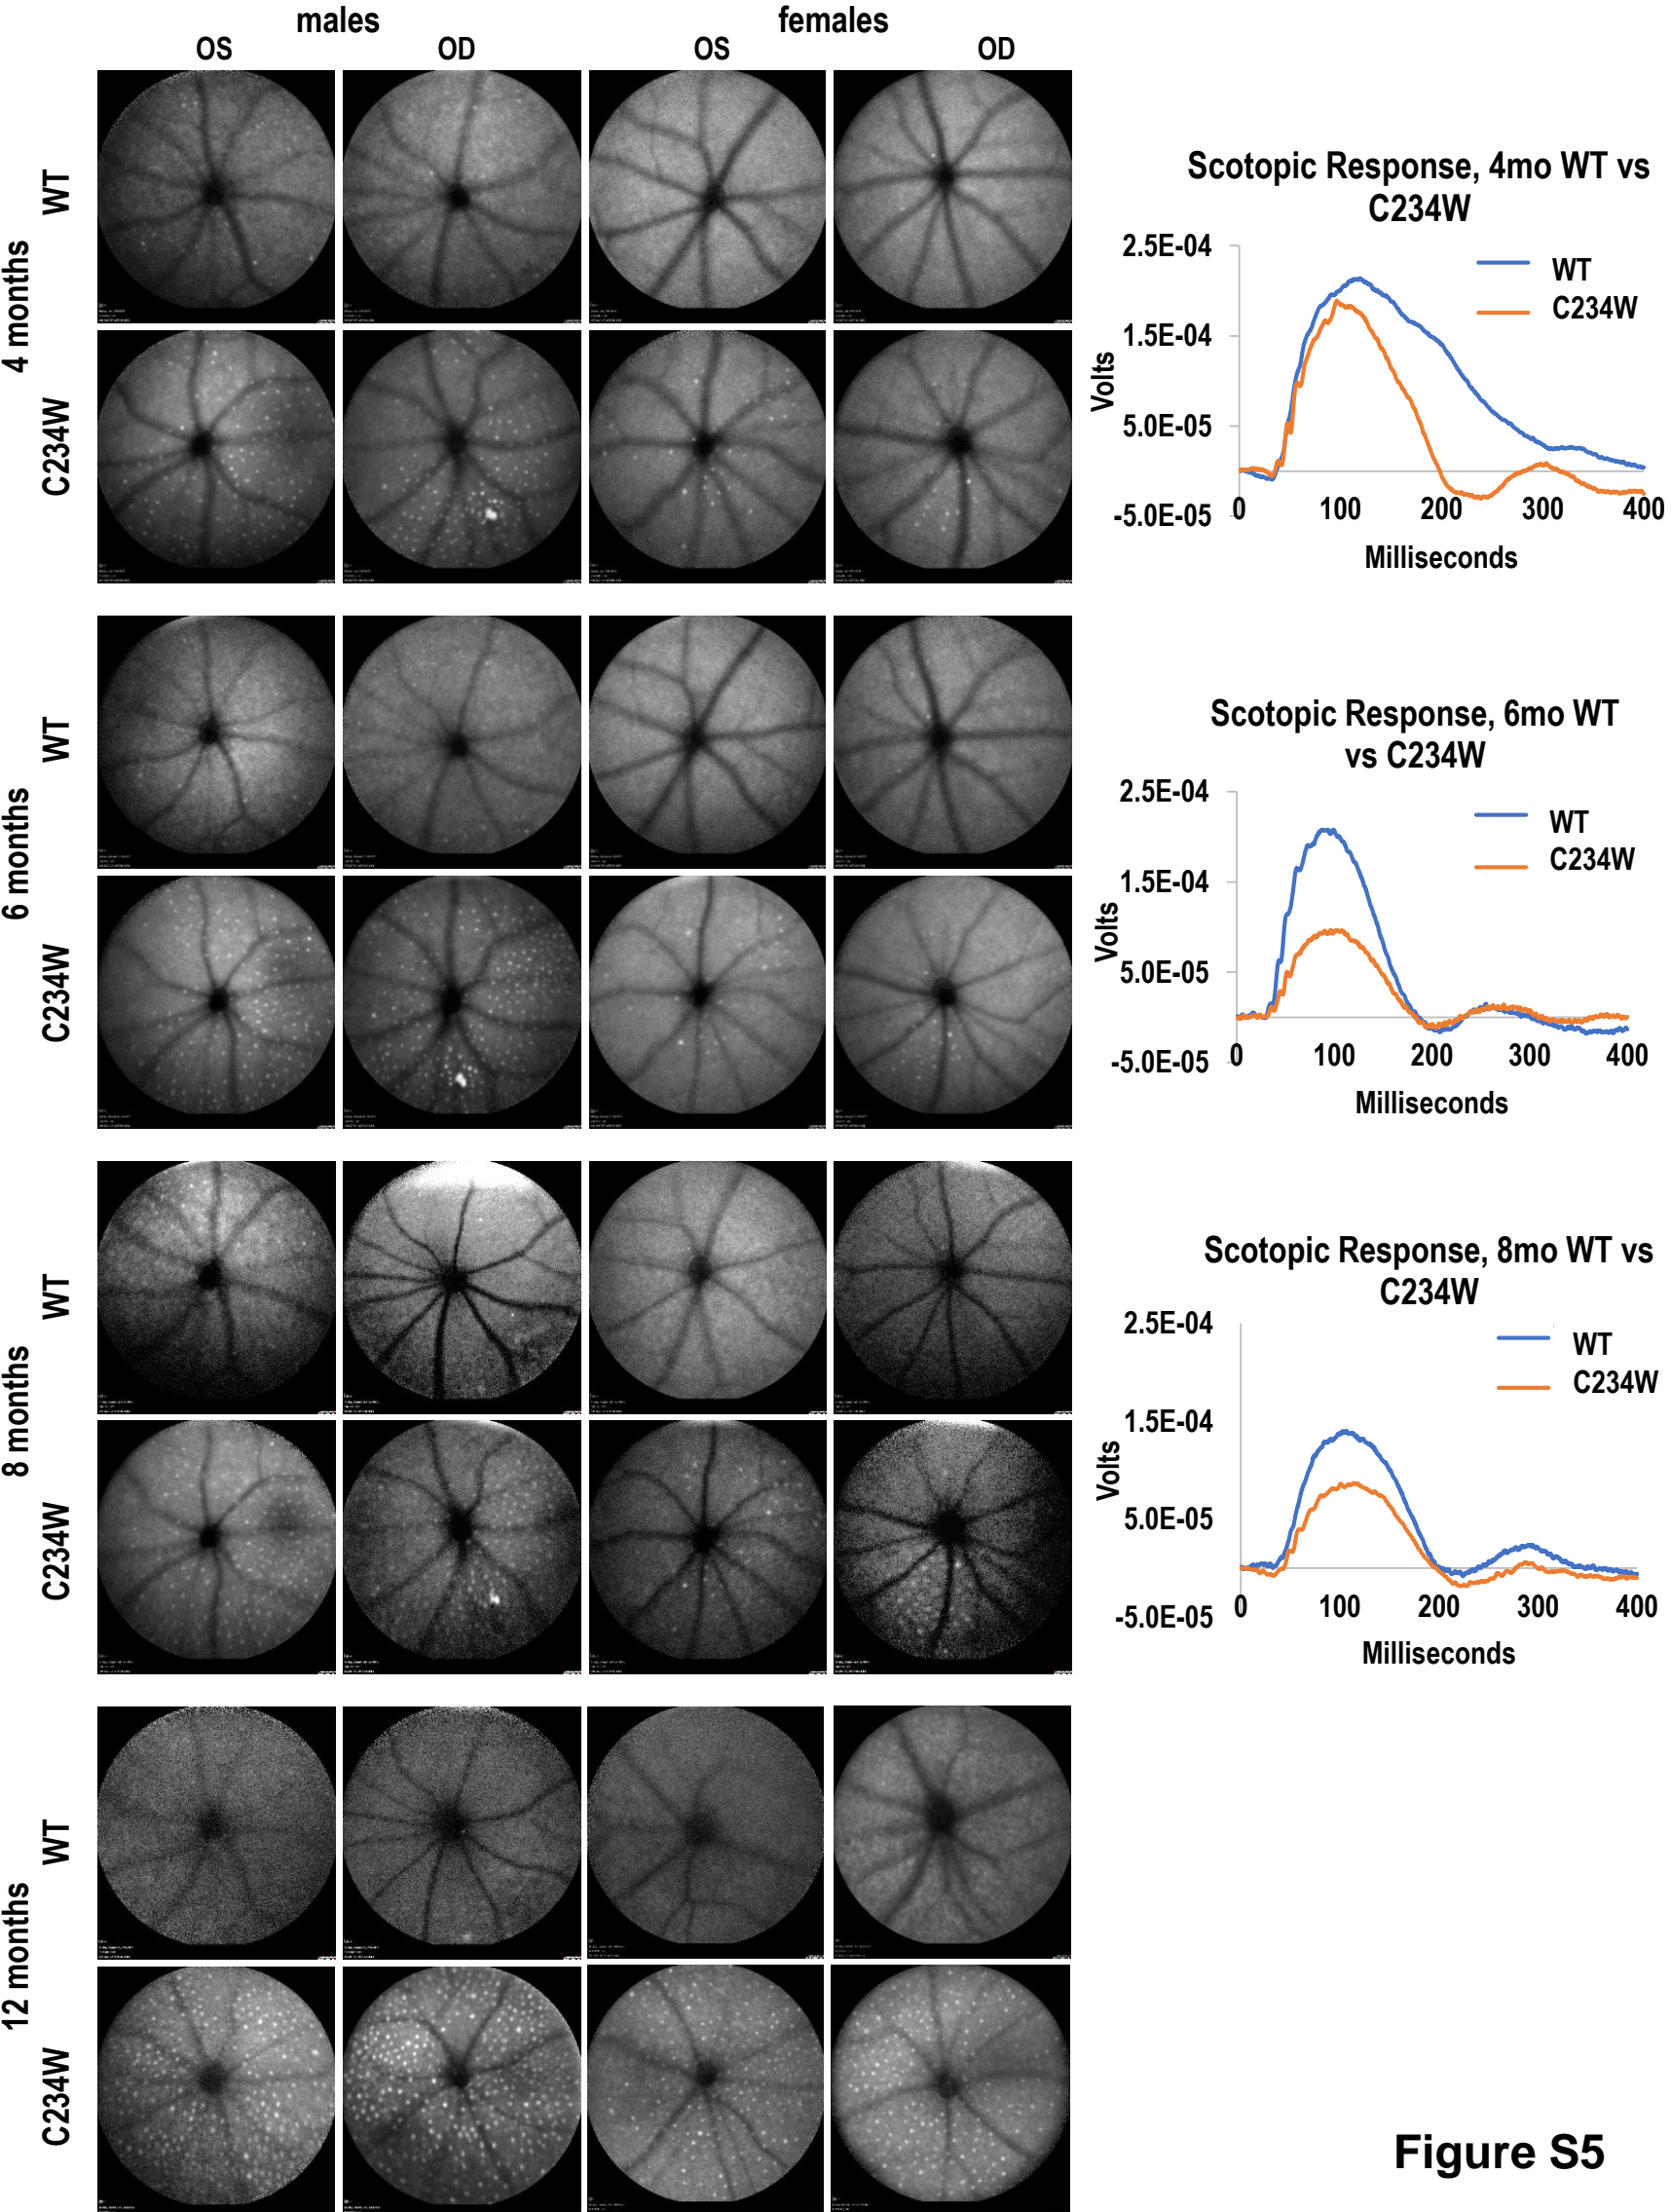 males
females
OS
OD
OS
OD
4 months
WT
C234W
Scotopic Response, 4mo WT vs
C234W
2.5E-04
1.5E-04
5.0E-05
-5.0E-05
Volts
WT
C234W
0
100
200
300
400
Milliseconds
6 months
WT
C234W
Scotopic Response, 6mo WT
vs C234W
2.5E-04
1.5E-04
5.0E-05
-5.0E-05
Volts
WT
C234W
0
100
200
300
400
Milliseconds
8 months
WT
C234W
Scotopic Response, 8mo WT vs
C234W
2.5E-04
1.5E-04
5.0E-05
-5.0E-05
Volts
WT
C234W
0
100
200
300
400
Milliseconds
12 months
WT
C234W
Figure S5